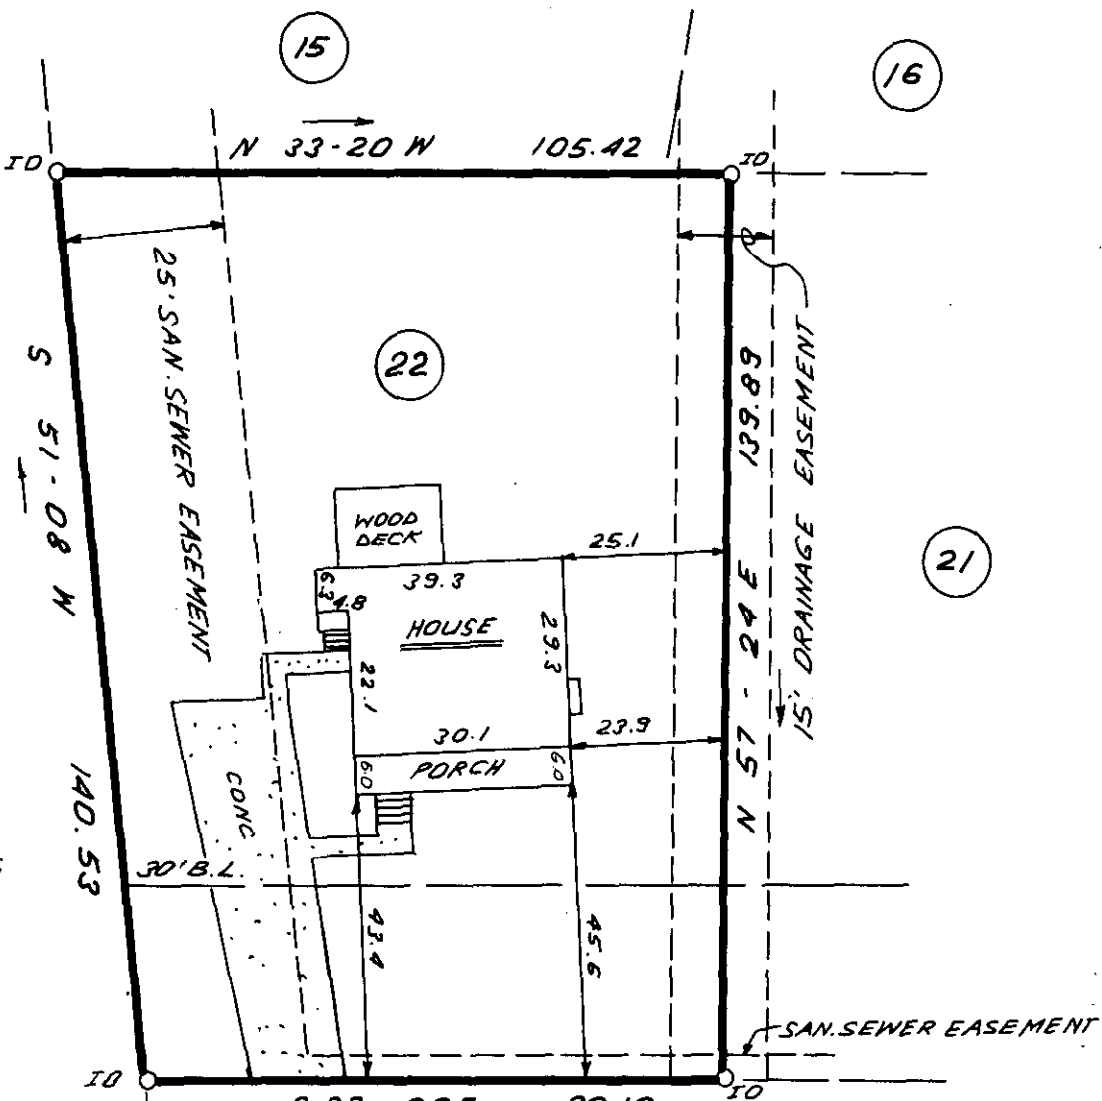 15
16
N 33-20 W 105.42
IO
IO
25' SAN. SEWER EASEMENT
S 51-08 W 140.53
22
N 57-24 E 139.89
15' DRAINAGE EASEMENT
21
WOOD
DECK
25.1
39.3
6.3
4.8
HOUSE
29.3
22.1
30.1
23.9
6.0
PORCH
6.0
CONC
30' B.L.
43.4
45.6
SAN. SEWER EASEMENT
IO
IO